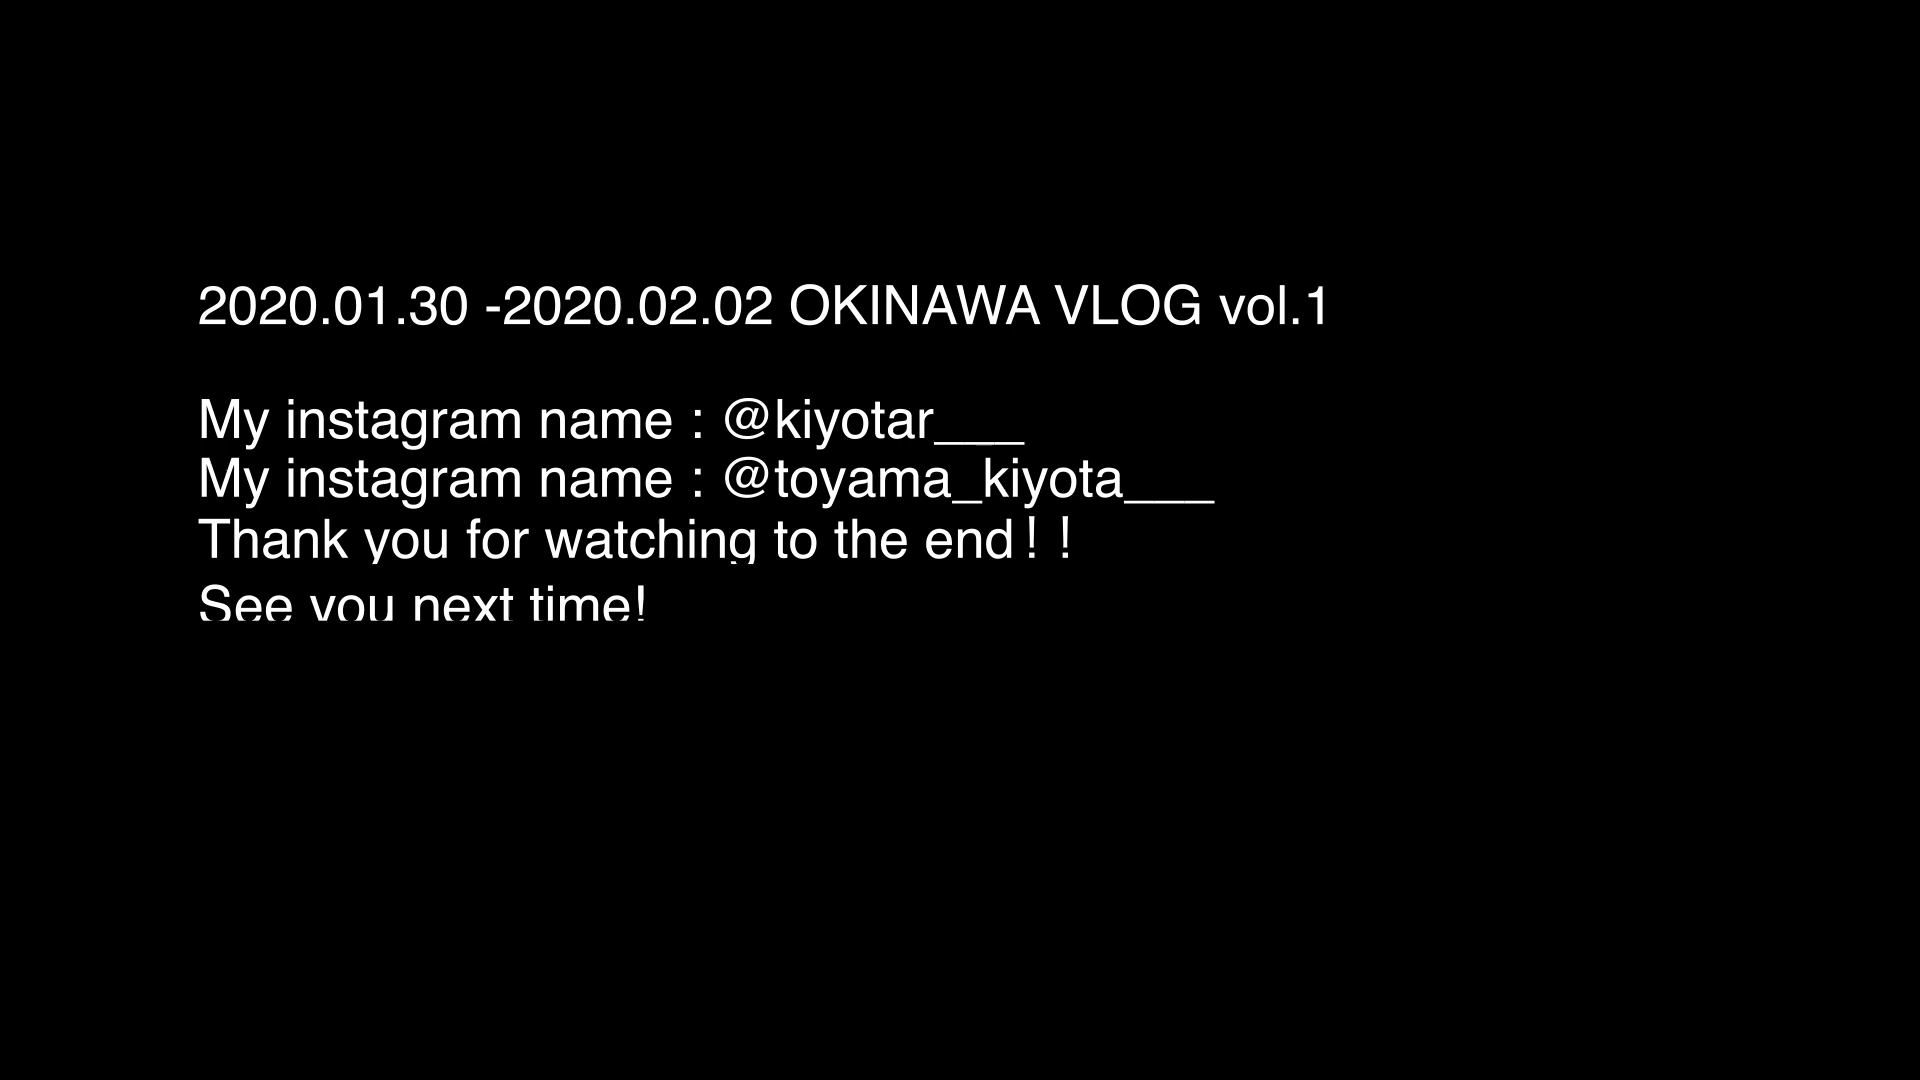 2020.01.30 -2020.02.02 OKINAWA VLOG vol.1
My instagram name : @kiyotar___
My instagram name : @toyama_kiyota___
Thank you for watching to the end！！
See you next time!